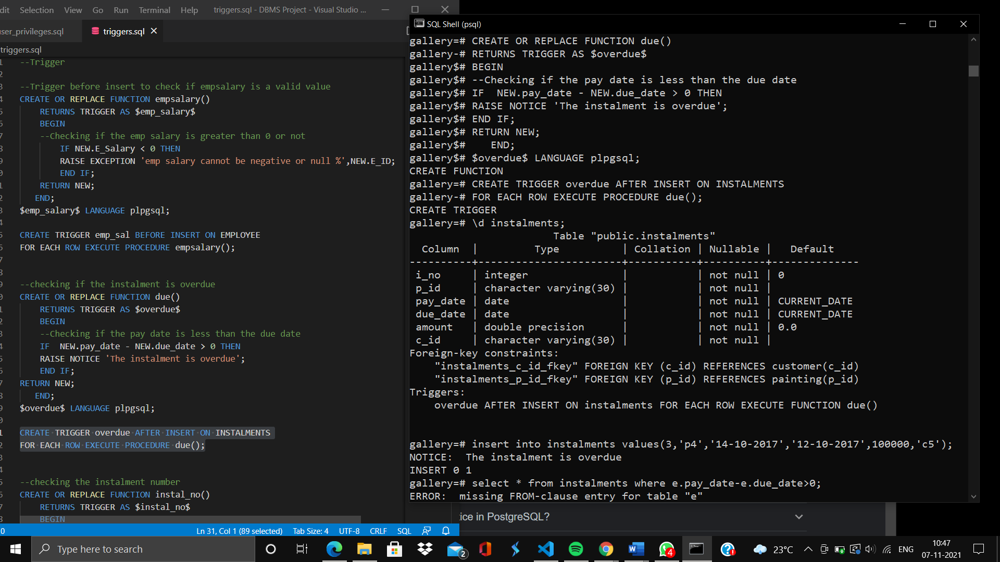 dit Selection View Go Run Terminal Help triggers.sql - DBMS Project - Visual Studio ...
ser_privileges.sql triggers.sql
triggers.sql
--Trigger
--Trigger before insert to check if empsalary is a valid value
CREATE OR REPLACE FUNCTION empsalary()
RETURNS TRIGGER AS $emp_salary$
BEGIN
--Checking if the emp salary is greater than 0 or not
IF NEW.E_Salary < 0 THEN
RAISE EXCEPTION 'emp salary cannot be negative or null %',NEW.E_ID;
END IF;
RETURN NEW;
END;
$emp_salary$ LANGUAGE plpgsql;
CREATE TRIGGER emp_sal BEFORE INSERT ON EMPLOYEE
FOR EACH ROW EXECUTE PROCEDURE empsalary();
--checking if the instalment is overdue
CREATE OR REPLACE FUNCTION due()
RETURNS TRIGGER AS $overdue$
BEGIN
--Checking if the pay date is less than the due date
IF  NEW.pay_date - NEW.due_date > 0 THEN
RAISE NOTICE 'The instalment is overdue';
END IF;
RETURN NEW;
END;
$overdue$ LANGUAGE plpgsql;
CREATE TRIGGER overdue AFTER INSERT ON INSTALMENTS
FOR EACH ROW EXECUTE PROCEDURE due();
--checking the instalment number
CREATE OR REPLACE FUNCTION instal_no()
RETURNS TRIGGER AS $instal_no$
BEGIN
Ln 31, Col 1 (89 selected) Tab Size: 4 UTF-8 CRLF SQL
SQL Shell (psql)
gallery=# CREATE OR REPLACE FUNCTION due()
gallery-# RETURNS TRIGGER AS $overdue$
gallery$# BEGIN
gallery$# --Checking if the pay date is less than the due date
gallery$# IF  NEW.pay_date - NEW.due_date > 0 THEN
gallery$# RAISE NOTICE 'The instalment is overdue';
gallery$# END IF;
gallery$# RETURN NEW;
gallery$#    END;
gallery$# $overdue$ LANGUAGE plpgsql;
CREATE FUNCTION
gallery=# CREATE TRIGGER overdue AFTER INSERT ON INSTALMENTS
gallery-# FOR EACH ROW EXECUTE PROCEDURE due();
CREATE TRIGGER
gallery=# \d instalments;
Table "public.instalments"
Column | Type | Collation | Nullable | Default
----------+-----------------------+-----------+----------+--------------
i_no | integer | | not null | 0
p_id | character varying(30) | | not null |
pay_date | date | | not null | CURRENT_DATE
due_date | date | | not null | CURRENT_DATE
amount | double precision | | not null | 0.0
c_id | character varying(30) | | not null |
Foreign-key constraints:
"instalments_c_id_fkey" FOREIGN KEY (c_id) REFERENCES customer(c_id)
"instalments_p_id_fkey" FOREIGN KEY (p_id) REFERENCES painting(p_id)
Triggers:
overdue AFTER INSERT ON instalments FOR EACH ROW EXECUTE FUNCTION due()
gallery=# insert into instalments values(3,'p4','14-10-2017','12-10-2017',100000,'c5');
NOTICE:  The instalment is overdue
INSERT 0 1
gallery=# select * from instalments where e.pay_date-e.due_date>0;
ERROR:  missing FROM-clause entry for table "e"
ice in PostgreSQL?
Type here to search
2
4
23°C ENG 10:47
07-11-2021